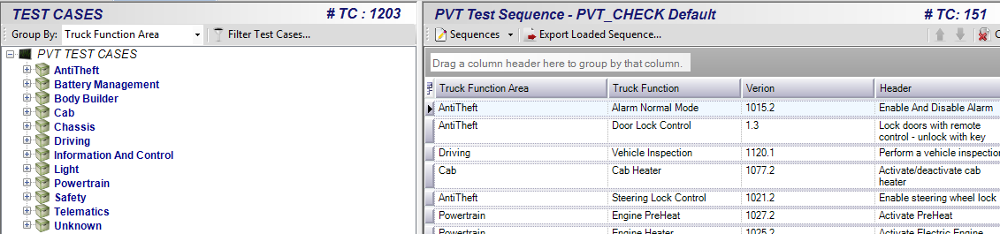 TEST CASES # TC : 1203
Group By: Truck Function Area Filter Test Cases...
PVT TEST CASES
AntiTheft
Battery Management
Body Builder
Cab
Chassis
Driving
Information And Control
Light
Powertrain
Safety
Telematics
Unknown
PVT Test Sequence - PVT_CHECK Default # TC: 151
Sequences Export Loaded Sequence...
Drag a column header here to group by that column.
Truck Function Area Truck Function Verion Header
AntiTheft Alarm Normal Mode 1015.2 Enable And Disable Alarm
AntiTheft Door Lock Control 1.3 Lock doors with remote
control - unlock with key
Driving Vehicle Inspection 1120.1 Perform a vehicle inspection
Cab Cab Heater 1077.2 Activate/deactivate cab
heater
AntiTheft Steering Lock Control 1021.2 Enable steering wheel lock
Powertrain Engine PreHeat 1027.2 Activate PreHeat
Powertrain Engine Heater 1025.2 Activate Electric Engine